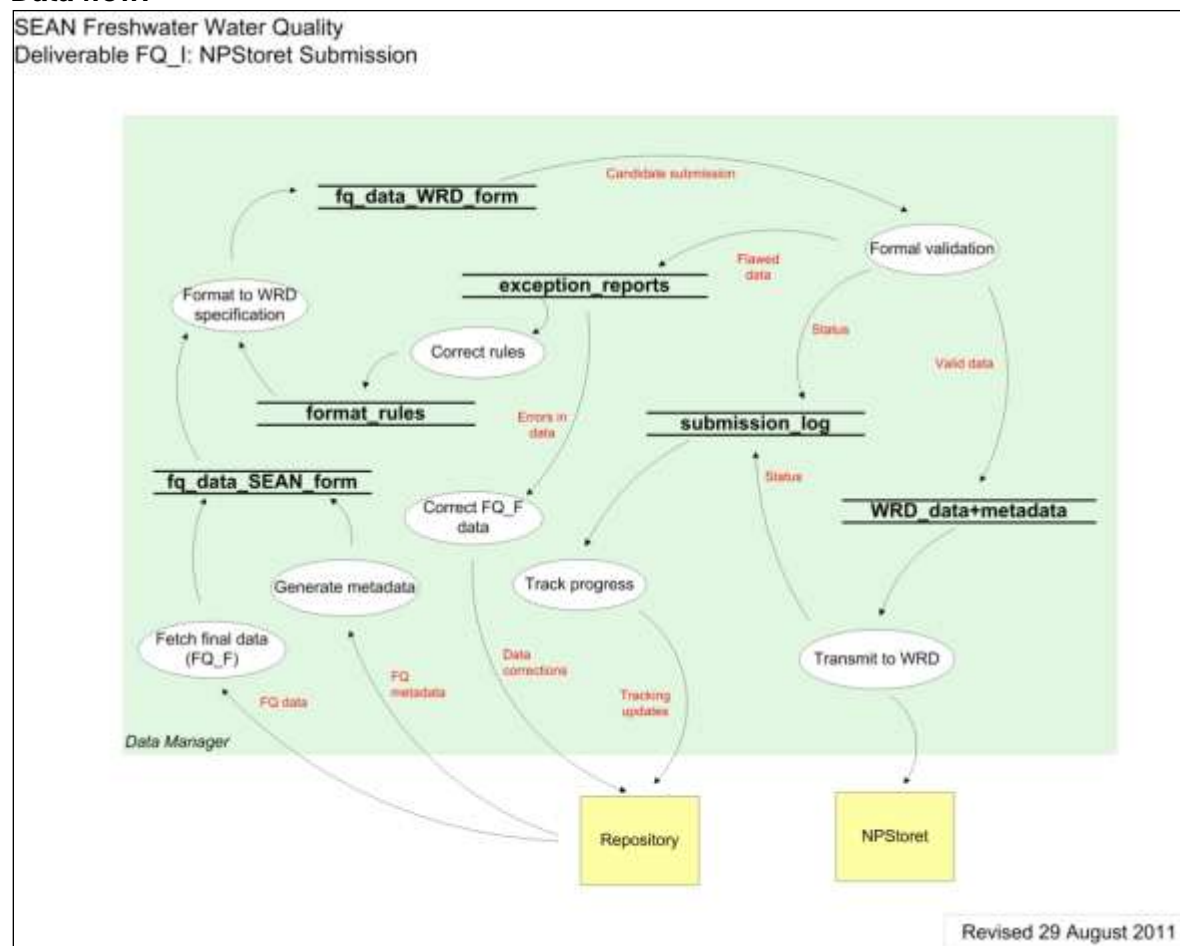 SEAN Freshwater Water Quality
Deliverable FQ_I: NPStoret Submission
Candidate submission
fq_data_WRD_form
Formal validation
Flawed
data
exception_reports
Format to WRD
specification
Status
Correct rules
Valid data
format_rules
Errors in
data
submission_log
fq_data_SEAN_form
Status
Correct FQ_F
data
WRD_data+metadata
Generate metadata
Track progress
Fetch final data
(FQ_F)
Transmit to WRD
Data
corrections
FQ
metadata
FQ data
Tracking
updates
Data Manager
Repository
NPStoret
Revised 29 August 2011